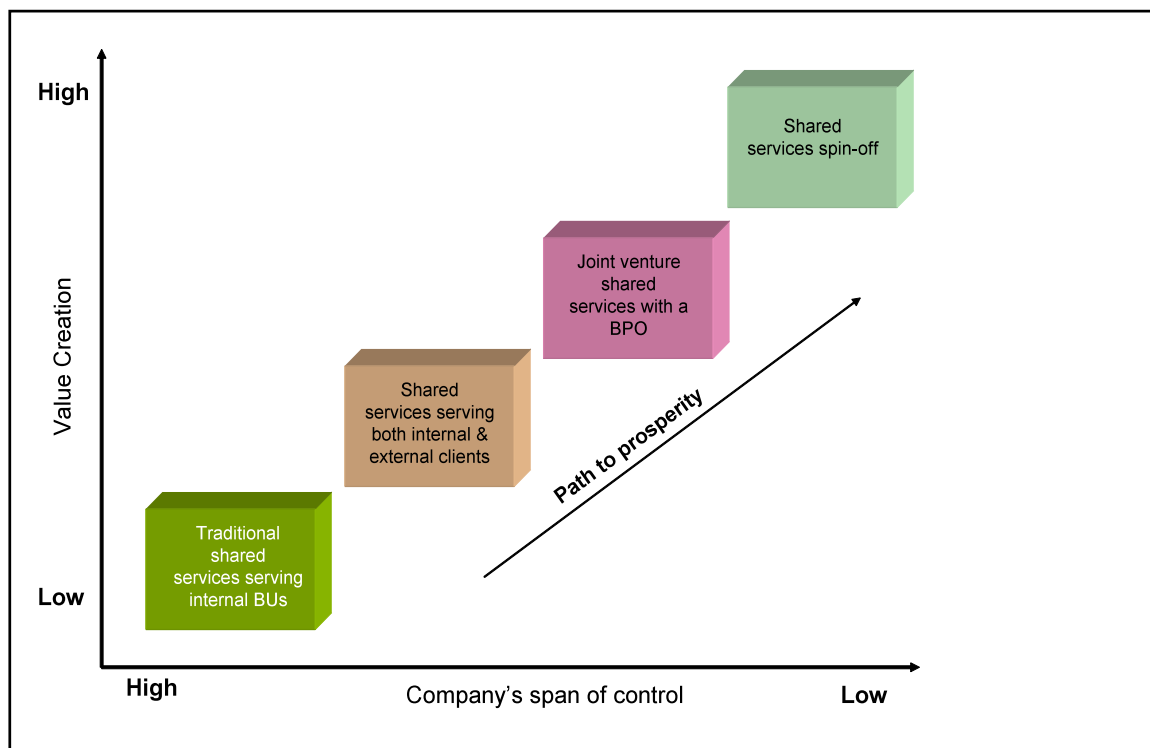 High
Shared
services spin-off
Joint venture
shared
services with a
BPO
Value Creation
Shared
services serving
both internal &
external clients
Path to prosperity
Traditional
shared
services serving
internal BUs
Low
High
Company's span of control
Low